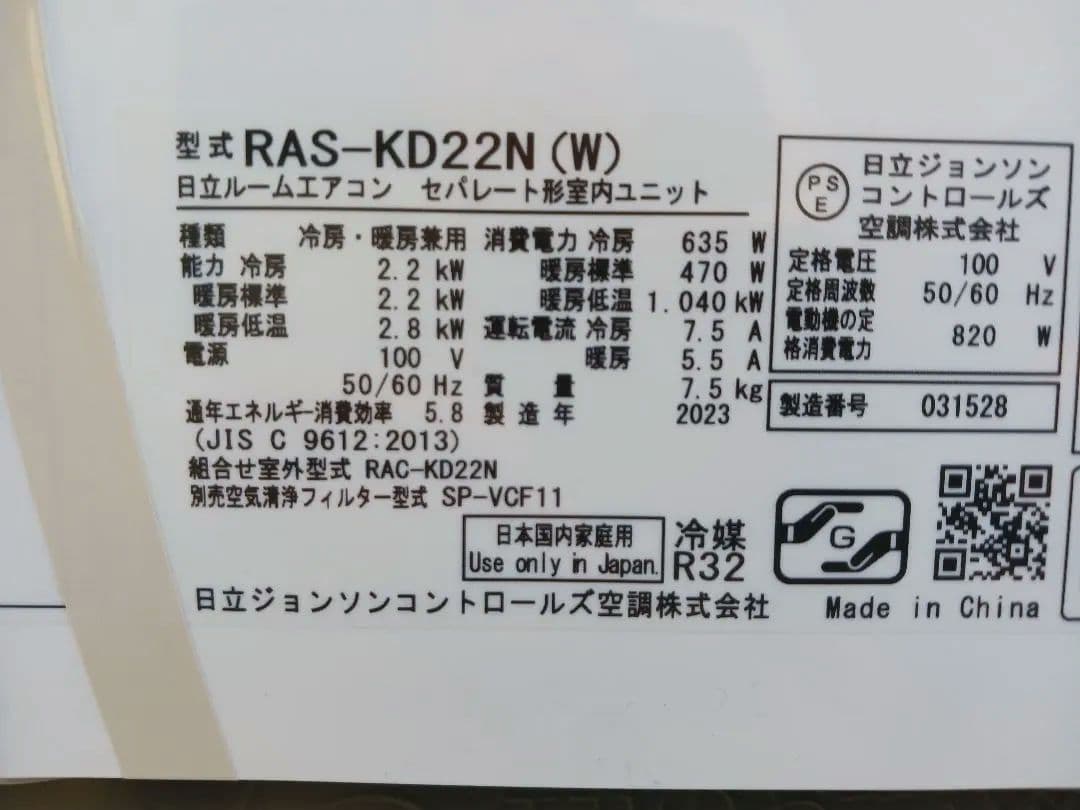 型式 RAS-KD22N(W)
日立ルームエアコン セパレート形室内ユニット
種類 冷房・暖房兼用
能力 冷房 2.2 kW
暖房標準 2.2 kW
暖房低温 2.8 kW
電源 100 V
50/60 Hz
通年エネルギー消費効率 5.8
(JIS C 9612:2013)
消費電力 冷房 635 W
暖房標準 470 W
暖房低温 1.040 kW
運転電流 冷房 7.5 A
暖房 5.5 A
質量 7.5 kg
製造年 2023
組合せ室外型式 RAC-KD22N
別売空気清浄フィルター型式 SP-VCF11
日本国内家庭用
Use only in Japan.
冷媒
R32
日立ジョンソンコントロールズ空調株式会社
PS
E
日立ジョンソン
コントロールズ
空調株式会社
定格電圧 100 V
定格周波数 50/60 Hz
電動機の定
格消費電力 820 W
製造番号 031528
G
Made in China